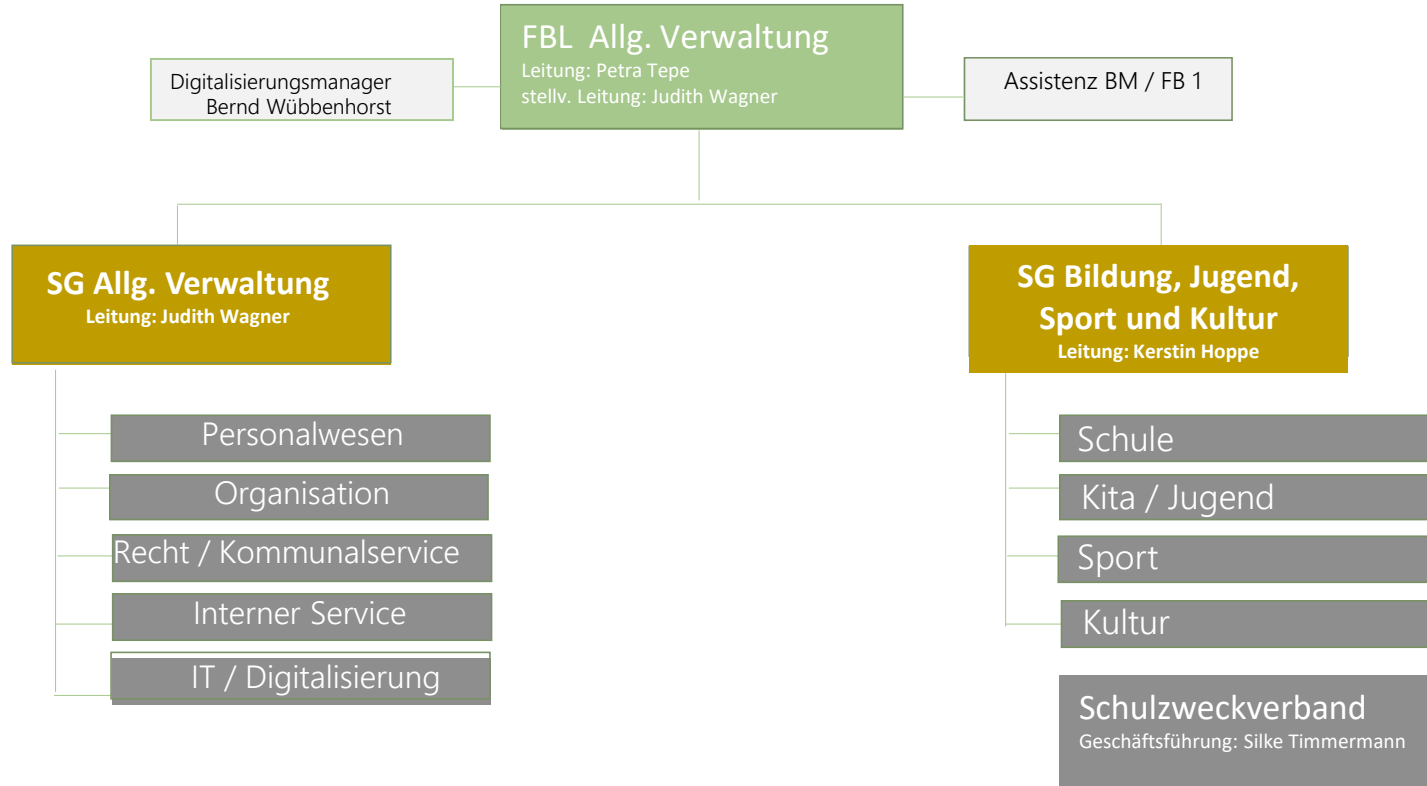 FBL  Allg. Verwaltung
Leitung: Petra Tepe
stellv. Leitung: Judith Wagner
Digitalisierungsmanager
Bernd Wübbenhorst
Assistenz BM / FB 1
SG Allg. Verwaltung
Leitung: Judith Wagner
Personalwesen
Organisation
Recht / Kommunalservice
Interner Service
IT / Digitalisierung
SG Bildung, Jugend,
Sport und Kultur
Leitung: Kerstin Hoppe
Schule
Kita / Jugend
Sport
Kultur
Schulzweckverband
Geschäftsführung: Silke Timmermann